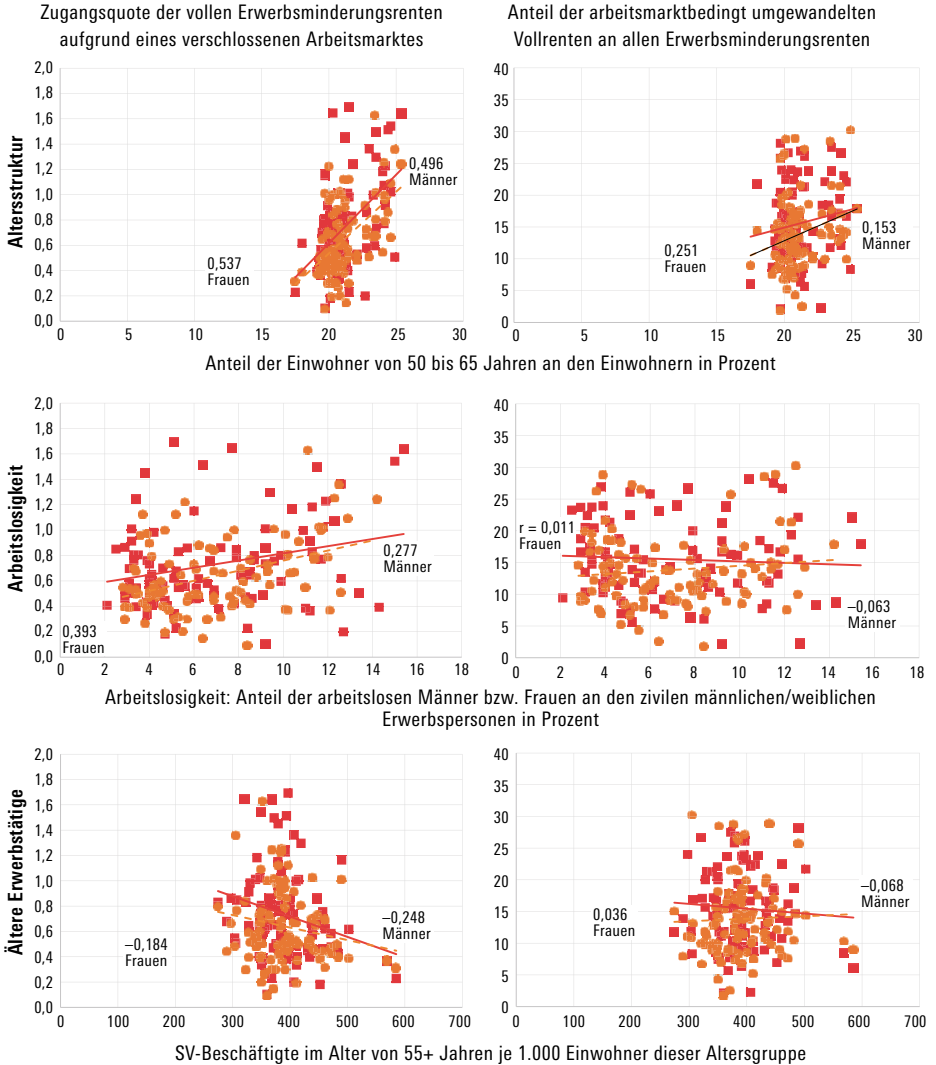 Zugangsquote der vollen Erwerbsminderungsrenten
aufgrund eines verschlossenen Arbeitsmarktes
Anteil der arbeitsmarktbedingt umgewandelten
Vollrenten an allen Erwerbsminderungsrenten
Altersstruktur
2,0
1,8
1,6
1,4
1,2
1,0
0,8
0,6
0,4
0,2
0,0
0 5 10 15 20 25 30
0,496
Männer
0,537
Frauen
40
35
30
25
20
15
10
5
0
0 5 10 15 20 25 30
0,251
Frauen
0,153
Männer
Anteil der Einwohner von 50 bis 65 Jahren an den Einwohnern in Prozent
Arbeitslosigkeit
2,0
1,8
1,6
1,4
1,2
1,0
0,8
0,6
0,4
0,2
0,0
0 2 4 6 8 10 12 14 16 18
0,277
Männer
0,393
Frauen
40
35
30
25
20
15
10
5
0
0 2 4 6 8 10 12 14 16 18
r = 0,011
Frauen
–0,063
Männer
Arbeitslosigkeit: Anteil der arbeitslosen Männer bzw. Frauen an den zivilen männlichen/weiblichen
Erwerbspersonen in Prozent
Ältere Erwerbstätige
2,0
1,8
1,6
1,4
1,2
1,0
0,8
0,6
0,4
0,2
0,0
0 100 200 300 400 500 600 700
–0,248
Männer
–0,184
Frauen
40
35
30
25
20
15
10
5
0
0 100 200 300 400 500 600 700
0,036
Frauen
–0,068
Männer
SV-Beschäftigte im Alter von 55+ Jahren je 1.000 Einwohner dieser Altersgruppe